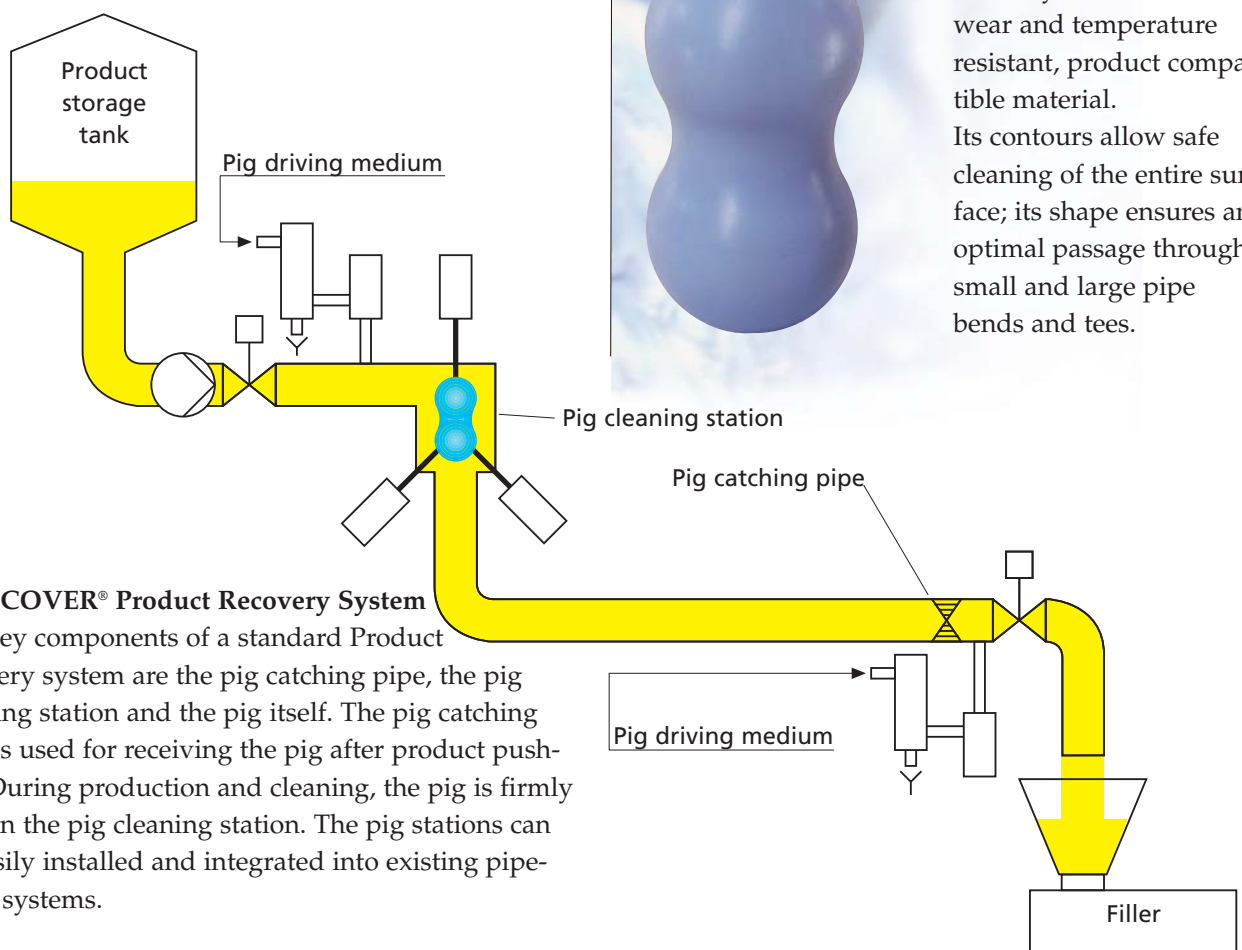 wear and temperature
resistant, product compa
tible material.
Its contours allow safe
cleaning of the entire sur
face; its shape ensures an
optimal passage through
small and large pipe
bends and tees.
Product
storage
tank
Pig driving medium
Pig cleaning station
Pig catching pipe
COVER® Product Recovery System
ey components of a standard Product
ery system are the pig catching pipe, the pig
ing station and the pig itself. The pig catching
s used for receiving the pig after product push-
During production and cleaning, the pig is firmly
n the pig cleaning station. The pig stations can
sily installed and integrated into existing pipe-
systems.
Pig driving medium
Filler